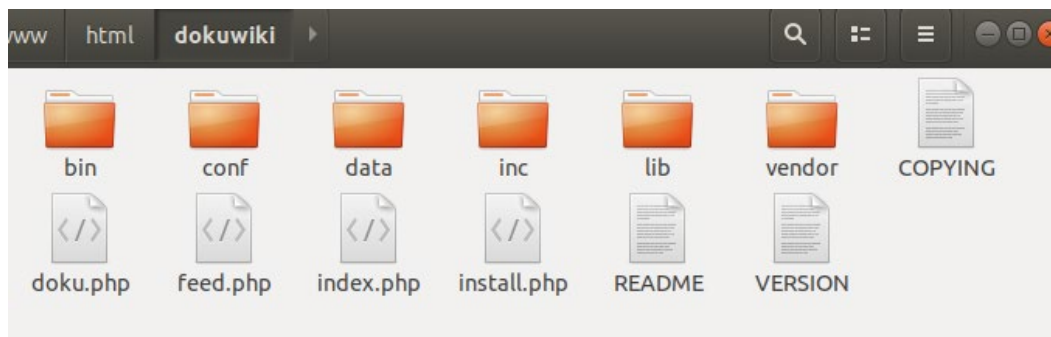 www html dokuwiki
bin conf data inc lib vendor COPYING
doku.php feed.php index.php install.php README VERSION